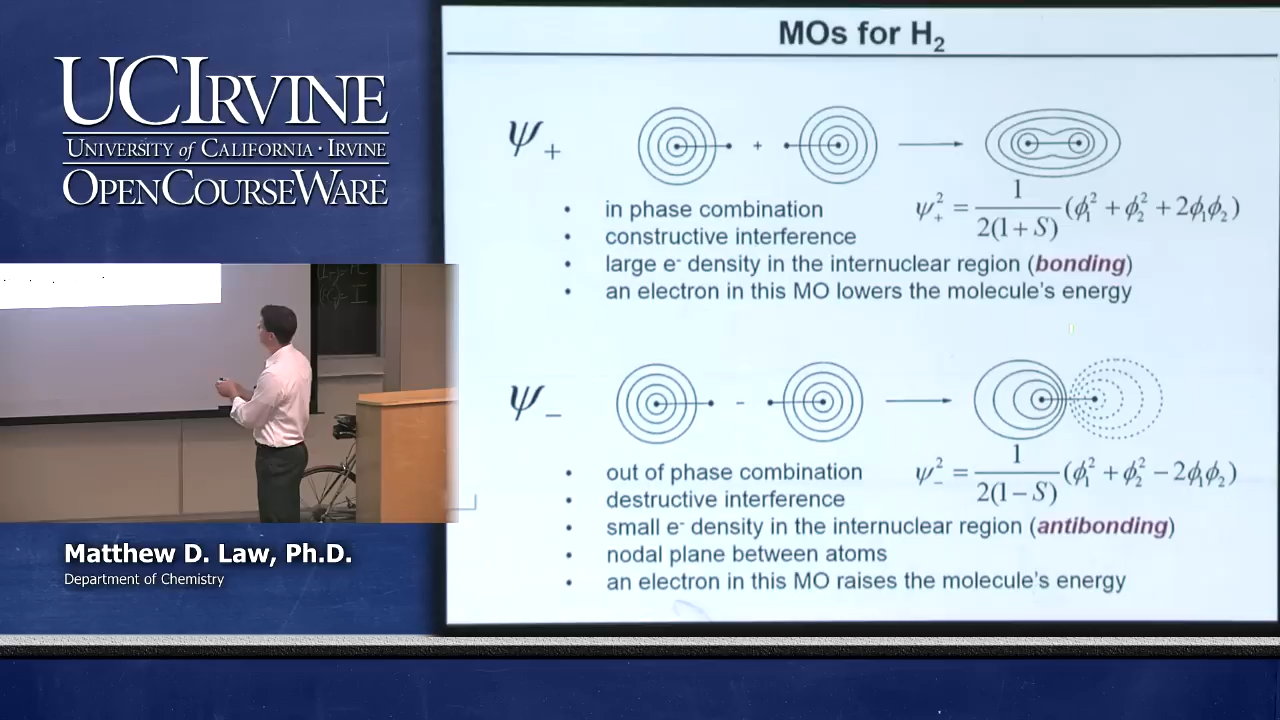 UCIRVINE
UNIVERSITY of CALIFORNIA · IRVINE
OPENCOURSEWARE
Matthew D. Law, Ph.D.
Department of Chemistry
MOs for H₂
ψ₊
+
• in phase combination
• constructive interference
• large e⁻ density in the internuclear region (bonding)
• an electron in this MO lowers the molecule's energy
ψ₊² = 1/2(1+S) (ϕ₁² + ϕ₂² + 2ϕ₁ϕ₂)
ψ₋
-
• out of phase combination
• destructive interference
• small e⁻ density in the internuclear region (antibonding)
• nodal plane between atoms
• an electron in this MO raises the molecule's energy
ψ₋² = 1/2(1−S) (ϕ₁² + ϕ₂² − 2ϕ₁ϕ₂)